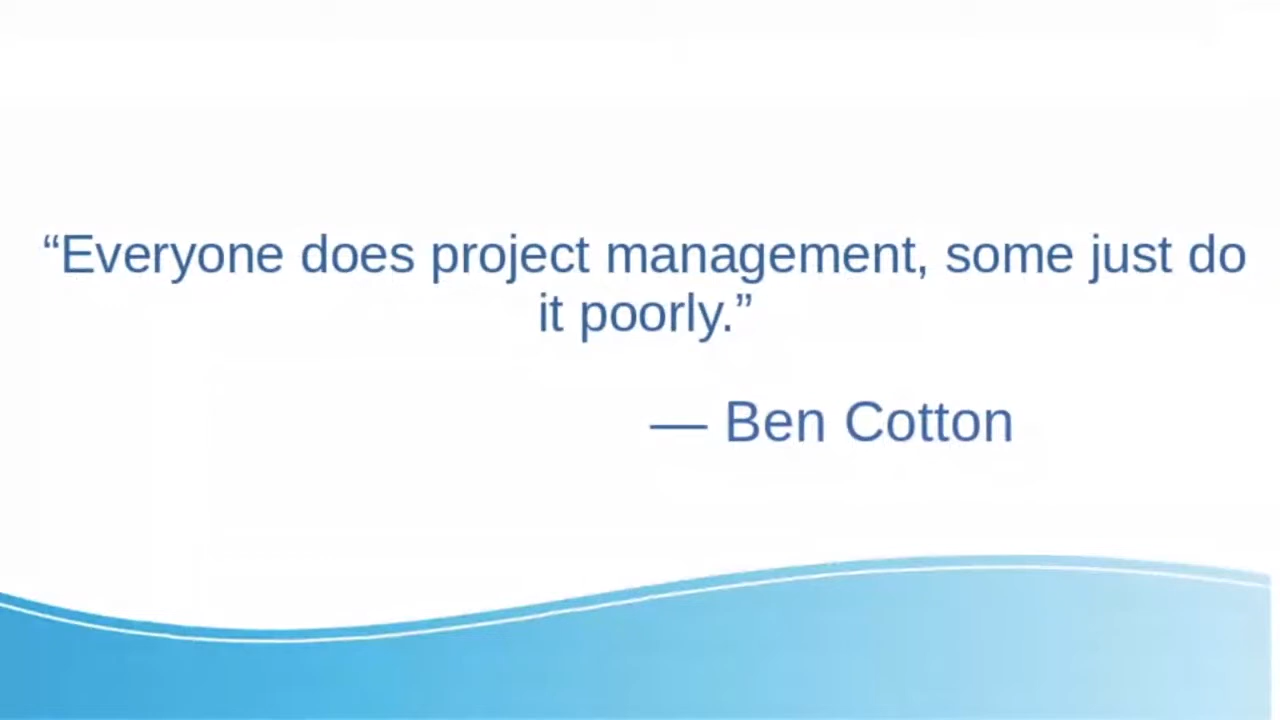 “Everyone does project management, some just do
it poorly.”
— Ben Cotton